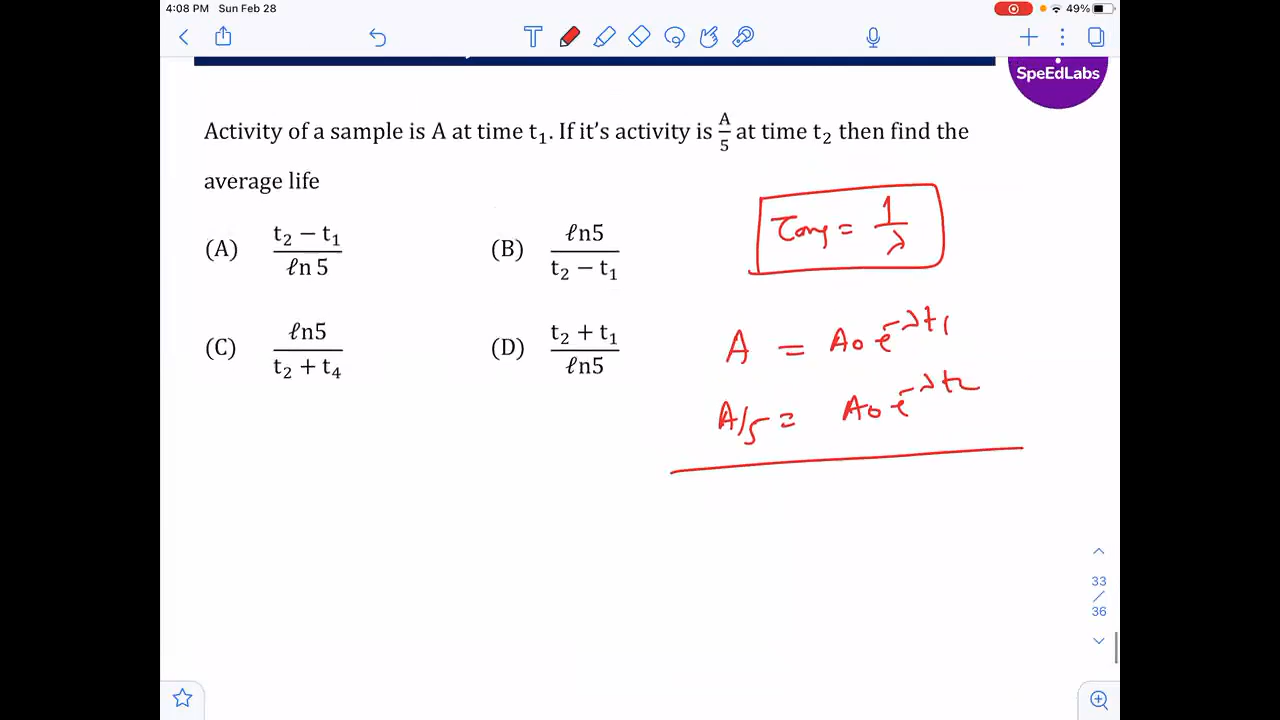 4:08 PM Sun Feb 28
49%
SpeEdLabs
Activity of a sample is A at time t₁. If it's activity is A/5 at time t₂ then find the
average life
(A) (t₂ − t₁)/(ℓn 5)
(B) ℓn5/(t₂ − t₁)
(C) ℓn5/(t₂ + t₄)
(D) (t₂ + t₁)/ℓn5
τavg = 1/λ
A = A₀ e^(−λt₁)
A/5 = A₀ e^(−λt₂)
33
/
36